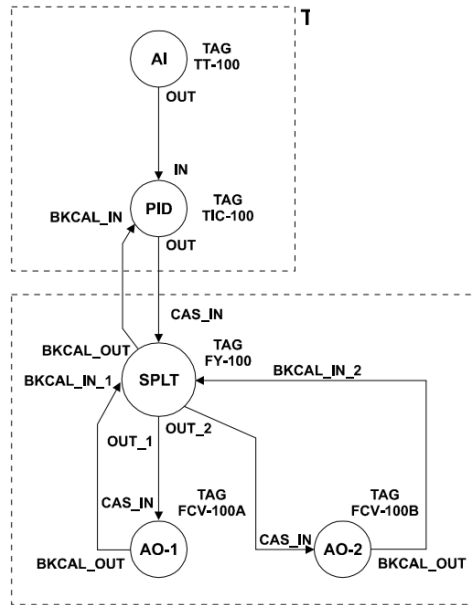 T
AI
TAG
TT-100
OUT
IN
BKCAL_IN
PID
TAG
TIC-100
OUT
CAS_IN
BKCAL_OUT
TAG
FY-100
BKCAL_IN_1
SPLT
BKCAL_IN_2
OUT_1
OUT_2
CAS_IN
TAG
FCV-100A
TAG
FCV-100B
CAS_IN
AO-1
AO-2
BKCAL_OUT
BKCAL_OUT